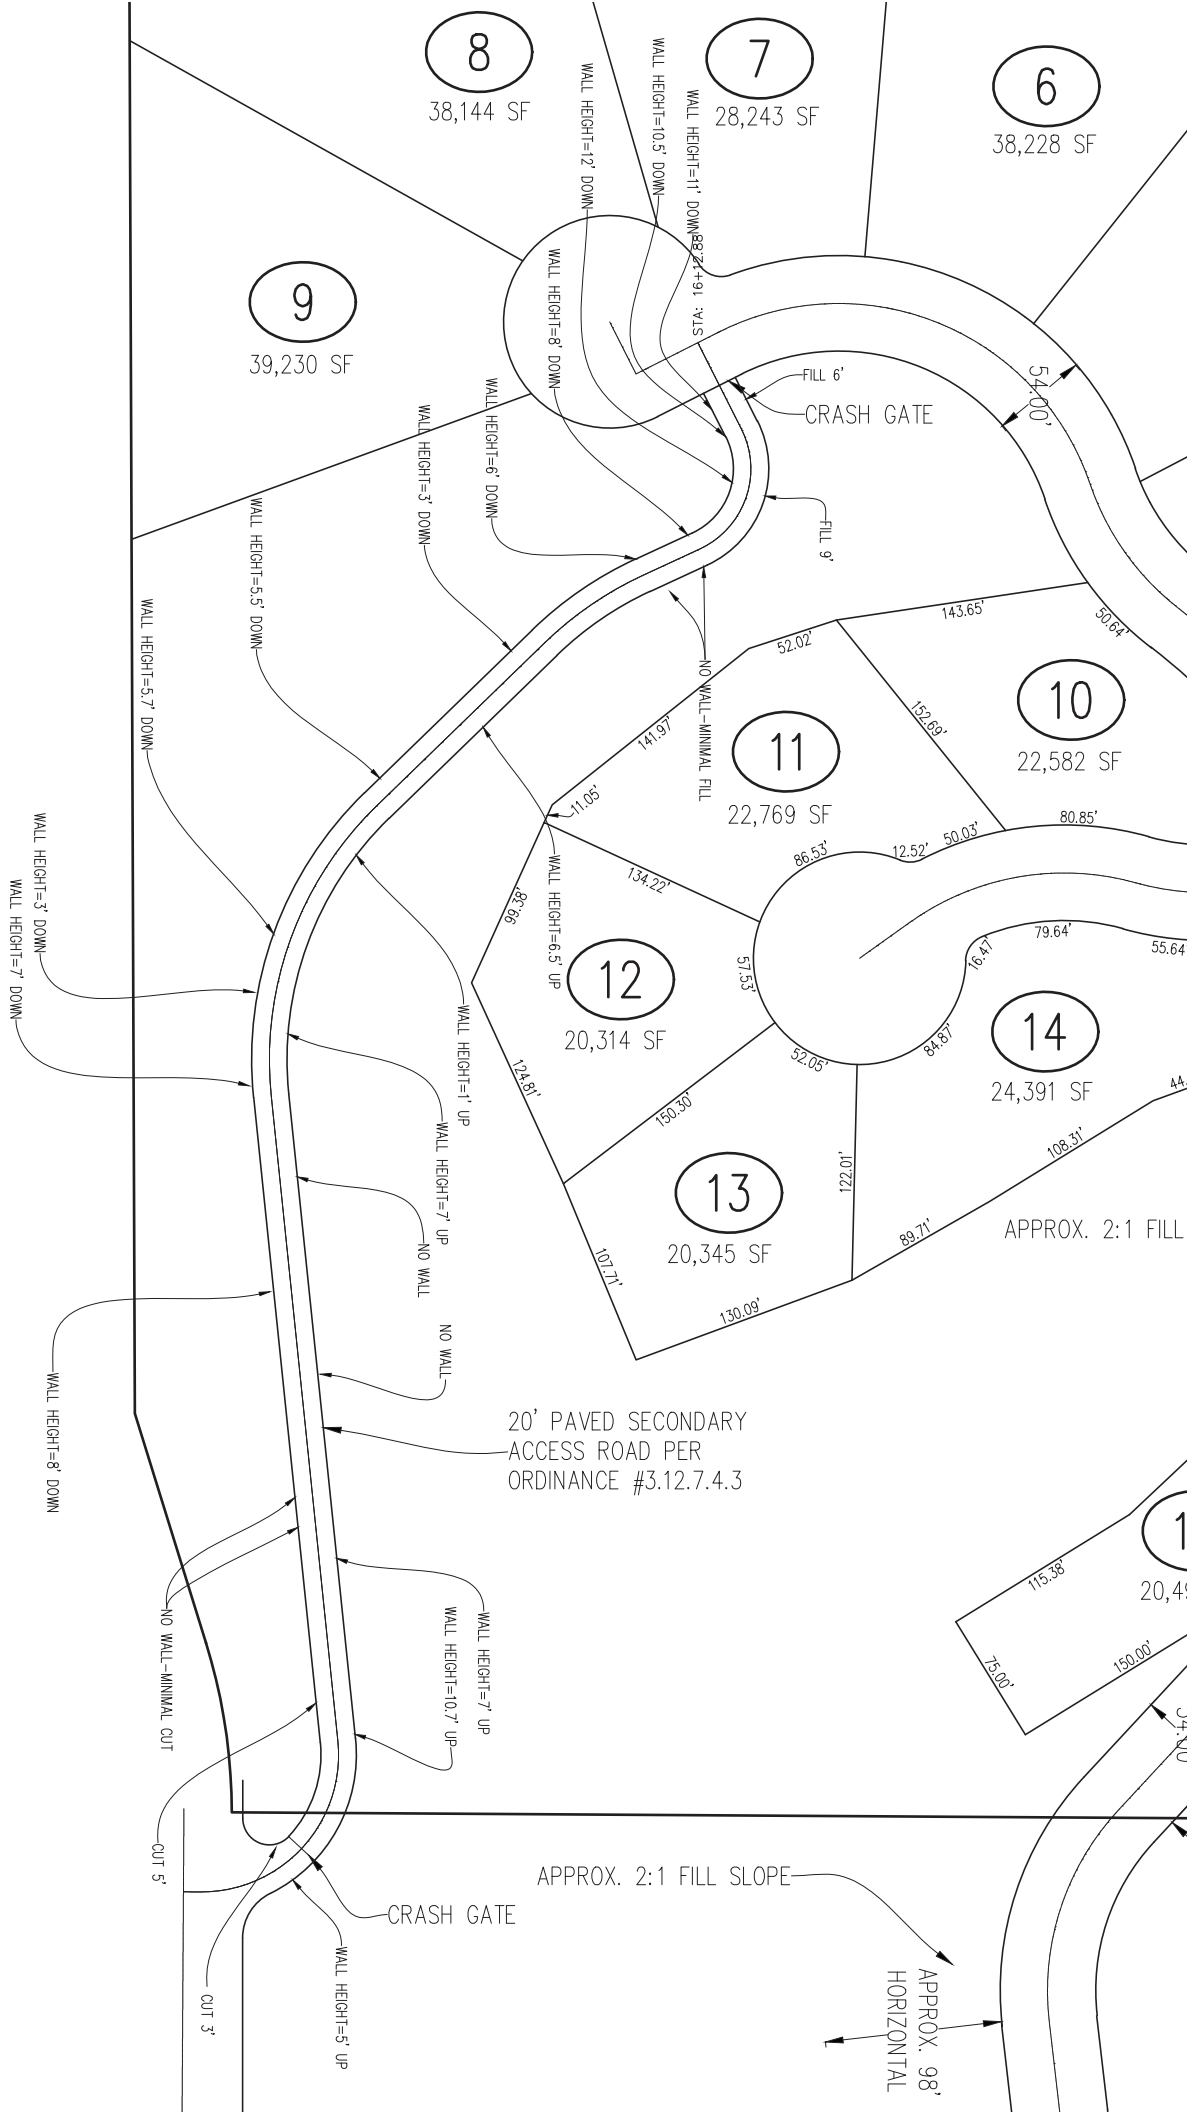 8
38,144 SF
7
28,243 SF
6
38,228 SF
WALL HEIGHT=12' DOWN
WALL HEIGHT=10.5' DOWN
WALL HEIGHT=11' DOWN
STA: 16+12.88
WALL HEIGHT=8' DOWN
9
39,230 SF
FILL 6'
CRASH GATE
54.00'
WALL HEIGHT=6' DOWN
WALL HEIGHT=3' DOWN
WALL HEIGHT=5.5' DOWN
WALL HEIGHT=5.7' DOWN
FILL 9'
NO WALL-MINIMAL FILL
143.65'
52.02'
50.64'
141.97'
152.69'
10
22,582 SF
11
22,769 SF
11.05'
80.85'
50.03'
12.52'
86.53'
134.22'
99.38'
WALL HEIGHT=6.5' UP
WALL HEIGHT=3' DOWN
WALL HEIGHT=7' DOWN
12
20,314 SF
57.53'
16.47'
79.64'
55.64'
84.87'
52.05'
14
24,391 SF
44.
WALL HEIGHT=1' UP
WALL HEIGHT=7' UP
124.81'
150.30'
122.01'
108.31'
13
20,345 SF
89.71'
107.71'
130.09'
APPROX. 2:1 FILL
NO WALL
NO WALL
WALL HEIGHT=8' DOWN
20' PAVED SECONDARY
ACCESS ROAD PER
ORDINANCE #3.12.7.4.3
1
20,49
115.38'
75.00'
150.00'
54.00
NO WALL-MINIMAL CUT
WALL HEIGHT=7' UP
WALL HEIGHT=10.7' UP
CUT 5'
APPROX. 2:1 FILL SLOPE
CRASH GATE
WALL HEIGHT=5' UP
CUT 3'
APPROX. 98'
HORIZONTAL